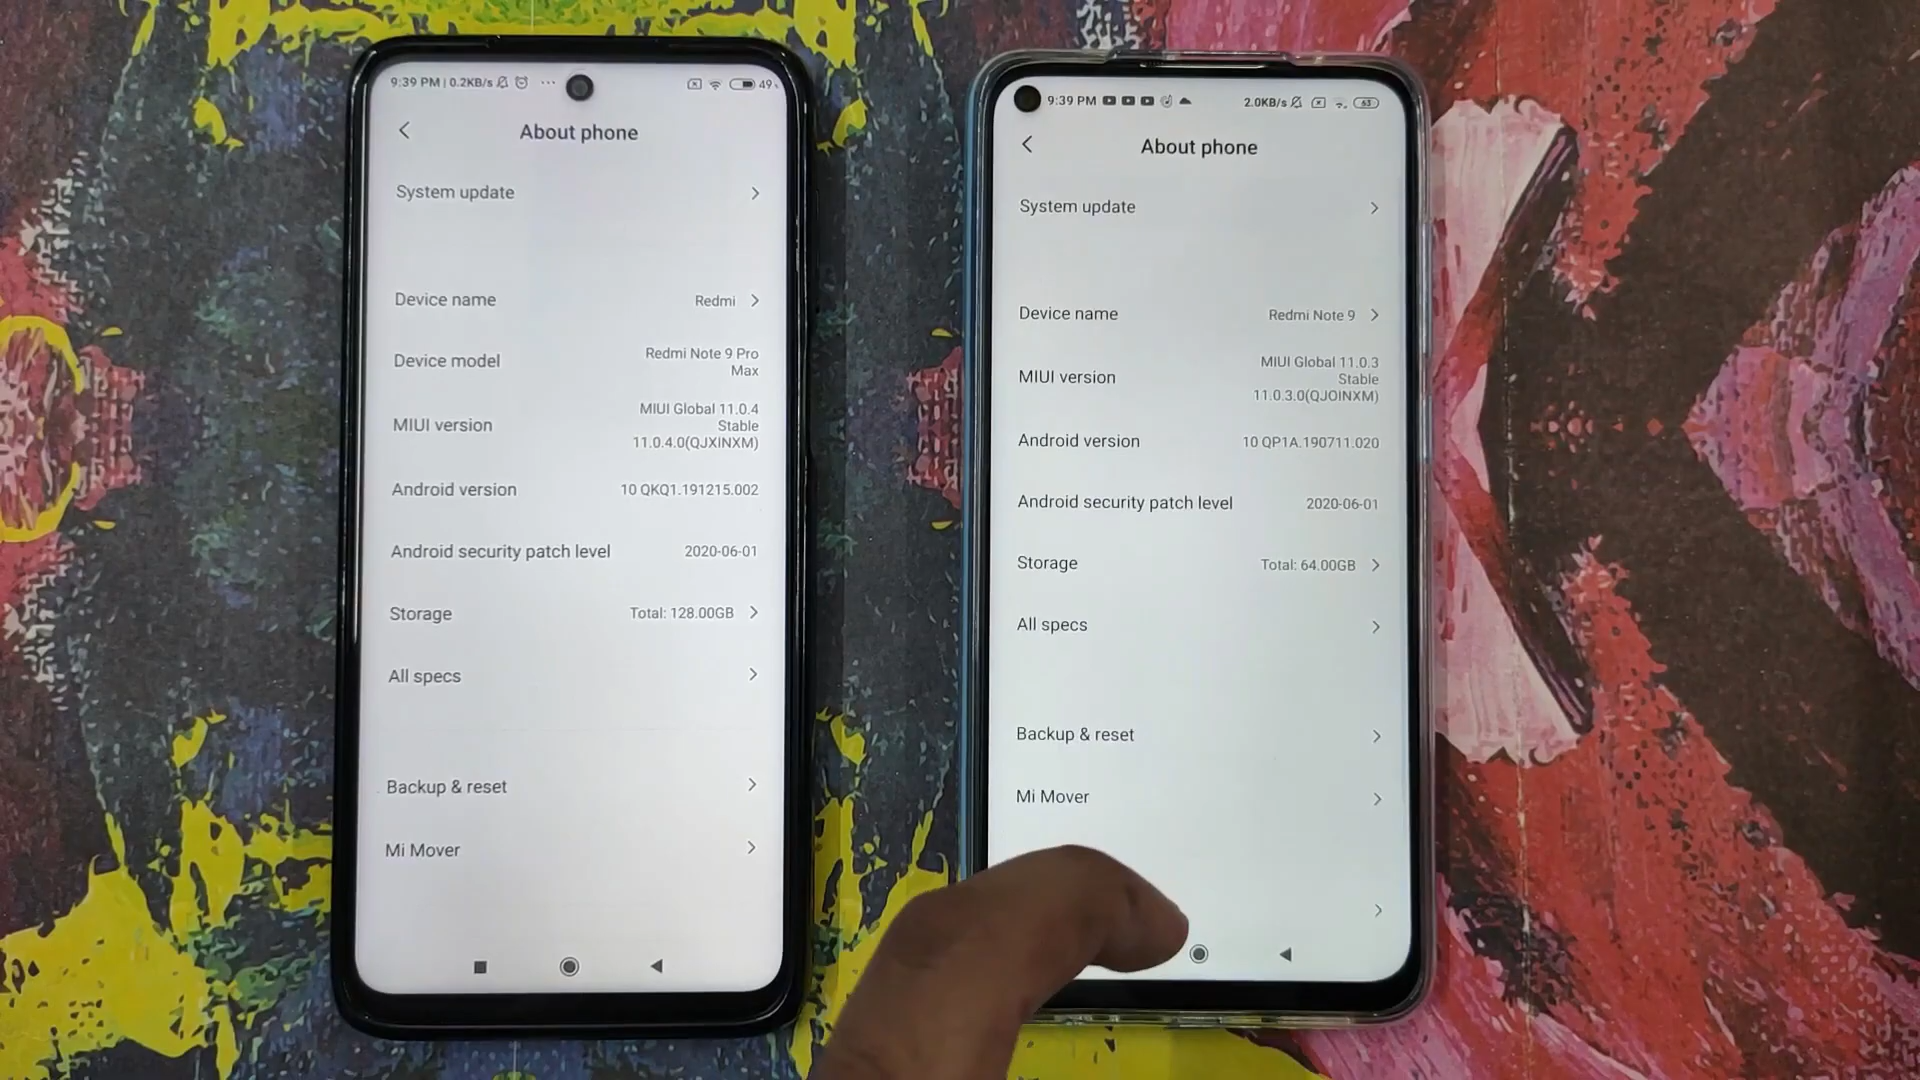 9:39 PM | 0.2KB/s
49
About phone
System update
Device name
Redmi
Device model
Redmi Note 9 Pro
Max
MIUI version
MIUI Global 11.0.4
Stable
11.0.4.0(QJXINXM)
Android version
10 QKQ1.191215.002
Android security patch level
2020-06-01
Storage
Total: 128.00GB
All specs
Backup & reset
Mi Mover
9:39 PM
2.0KB/s
63
About phone
System update
Device name
Redmi Note 9
MIUI version
MIUI Global 11.0.3
Stable
11.0.3.0(QJOINXM)
Android version
10 QP1A.190711.020
Android security patch level
2020-06-01
Storage
Total: 64.00GB
All specs
Backup & reset
Mi Mover